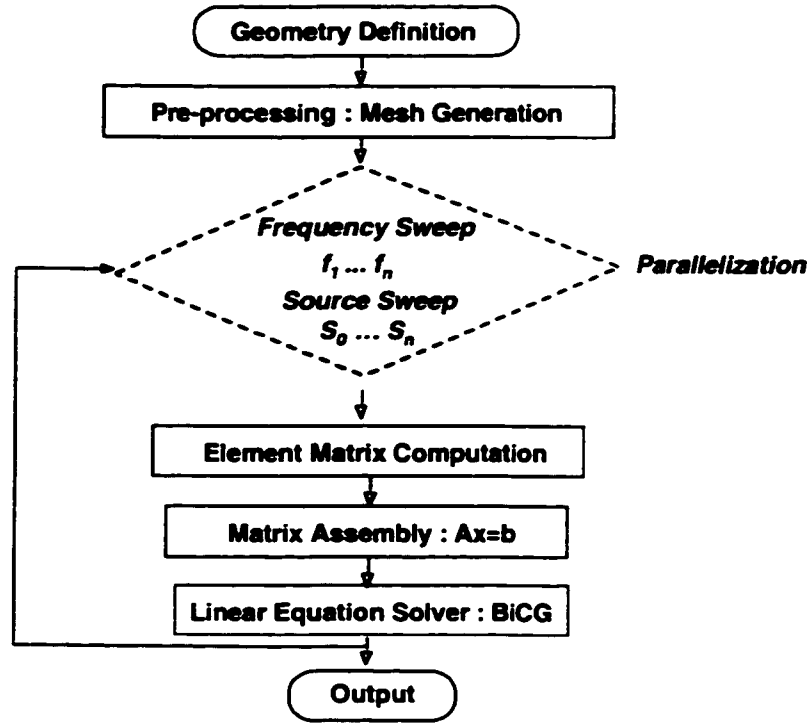 Geometry Definition
Pre-processing : Mesh Generation
Frequency Sweep
f1 ... fn
Source Sweep
S0 ... Sn
Parallelization
Element Matrix Computation
Matrix Assembly : Ax=b
Linear Equation Solver : BiCG
Output